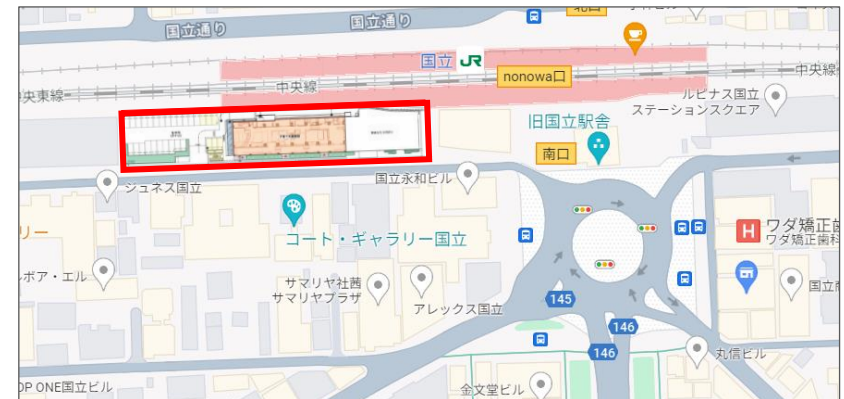 国立通り
国立通り
北口
国立 JR
nonowa口
中央線
中央線
央東線
ルピナス国立
ステーションスクエア
旧国立駅舎
南口
国立永和ビル
ジュネス国立
コート・ギャラリー国立
リー
H ワダ矯正歯
ワダ矯正歯科
ルボア・エル
サマリヤ社茜
サマリヤプラザ
アレックス国立
国立商
145
146
146
丸信ビル
OP ONE国立ビル
金文堂ビル